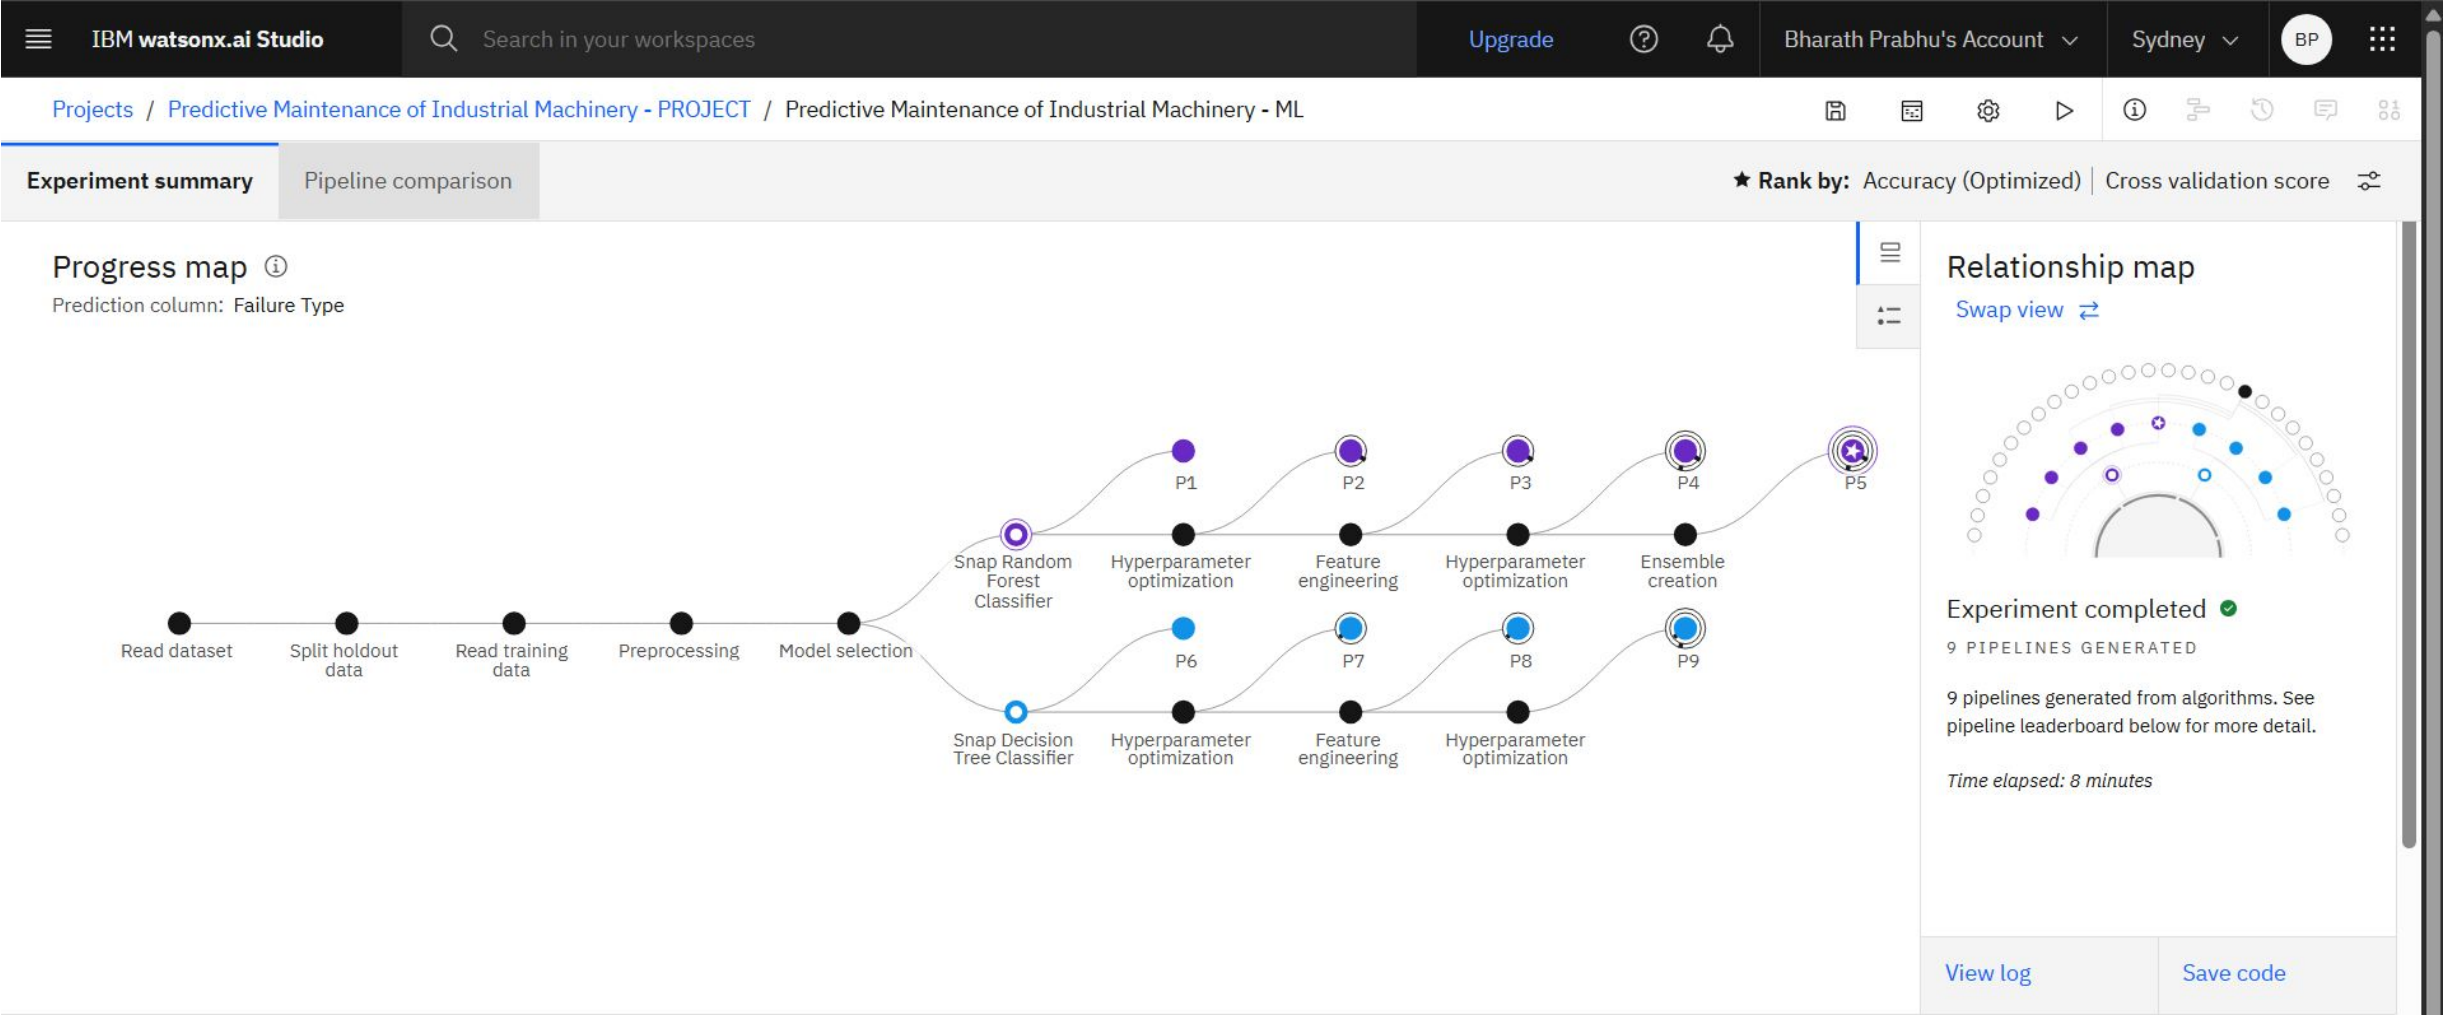 IBM watsonx.ai Studio
Search in your workspaces
Upgrade
Bharath Prabhu's Account
Sydney
BP
Projects / Predictive Maintenance of Industrial Machinery - PROJECT / Predictive Maintenance of Industrial Machinery - ML
Experiment summary
Pipeline comparison
Rank by: Accuracy (Optimized) | Cross validation score
Progress map
Prediction column: Failure Type
P1
P2
P3
P4
P5
Snap Random
Forest
Classifier
Hyperparameter
optimization
Feature
engineering
Hyperparameter
optimization
Ensemble
creation
Read dataset
Split holdout
data
Read training
data
Preprocessing
Model selection
P6
P7
P8
P9
Snap Decision
Tree Classifier
Hyperparameter
optimization
Feature
engineering
Hyperparameter
optimization
Relationship map
Swap view
Experiment completed
9 PIPELINES GENERATED
9 pipelines generated from algorithms. See
pipeline leaderboard below for more detail.
Time elapsed: 8 minutes
View log
Save code